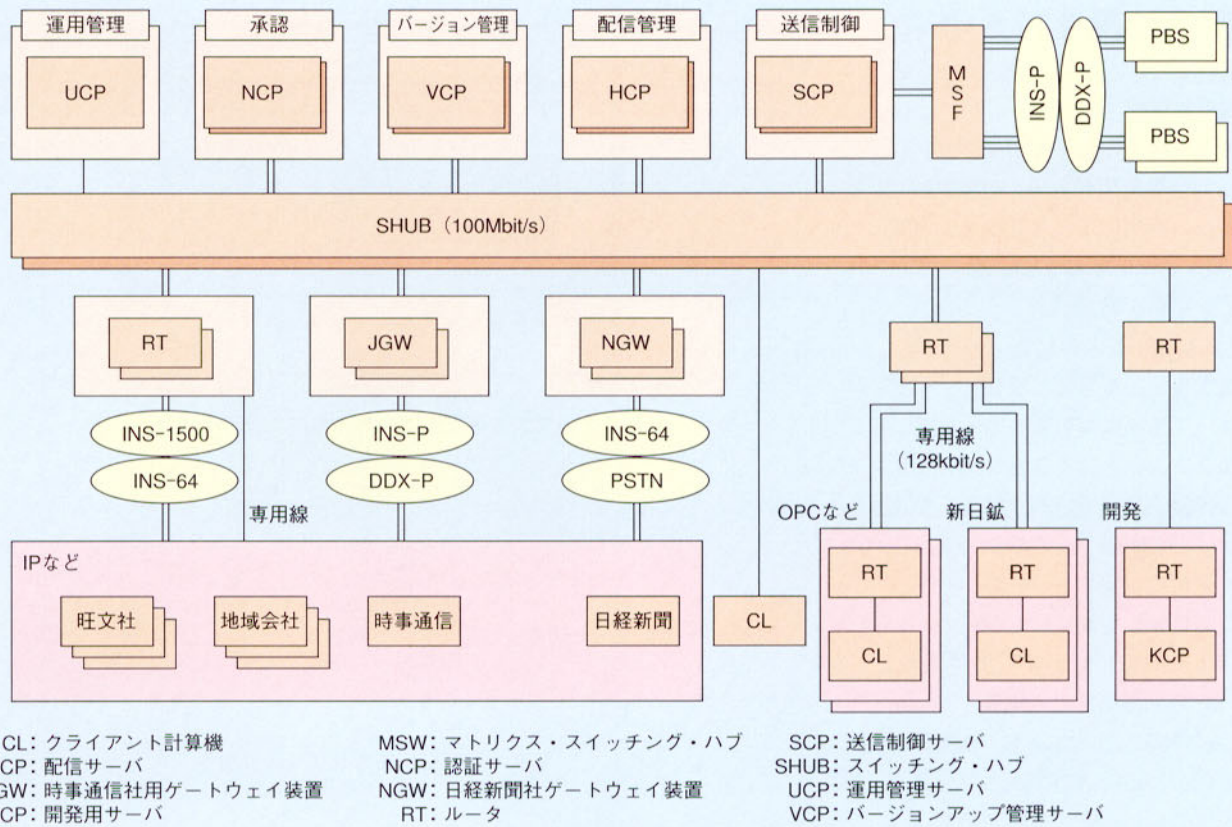 運用管理
承認
バージョン管理
配信管理
送信制御
UCP
NCP
VCP
HCP
SCP
MSF
INS-P
DDX-P
PBS
PBS
SHUB（100Mbit/s）
RT
JGW
NGW
RT
RT
INS-1500
INS-64
INS-P
DDX-P
INS-64
PSTN
専用線
専用線
(128kbit/s)
OPCなど
新日鉱
開発
IPなど
旺文社
地域会社
時事通信
日経新聞
CL
RT
CL
RT
CL
RT
KCP
CL：クライアント計算機
CP：配信サーバ
GW：時事通信社用ゲートウェイ装置
CP：開発用サーバ
MSW：マトリクス・スイッチング・ハブ
NCP：認証サーバ
NGW：日経新聞社ゲートウェイ装置
RT：ルータ
SCP：送信制御サーバ
SHUB：スイッチング・ハブ
UCP：運用管理サーバ
VCP：バージョンアップ管理サーバ